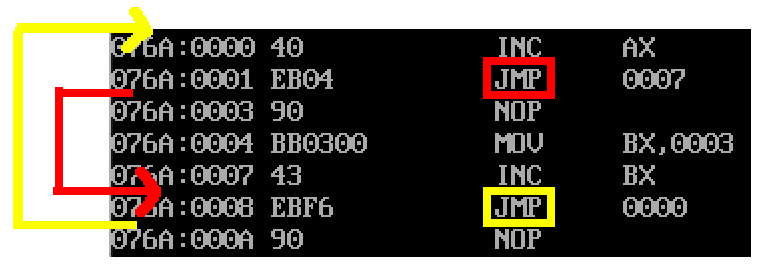 076A:0000 40 INC AX
076A:0001 EB04 JMP 0007
076A:0003 90 NOP
076A:0004 BB0300 MOV BX,0003
076A:0007 43 INC BX
076A:0008 EBF6 JMP 0000
076A:000A 90 NOP